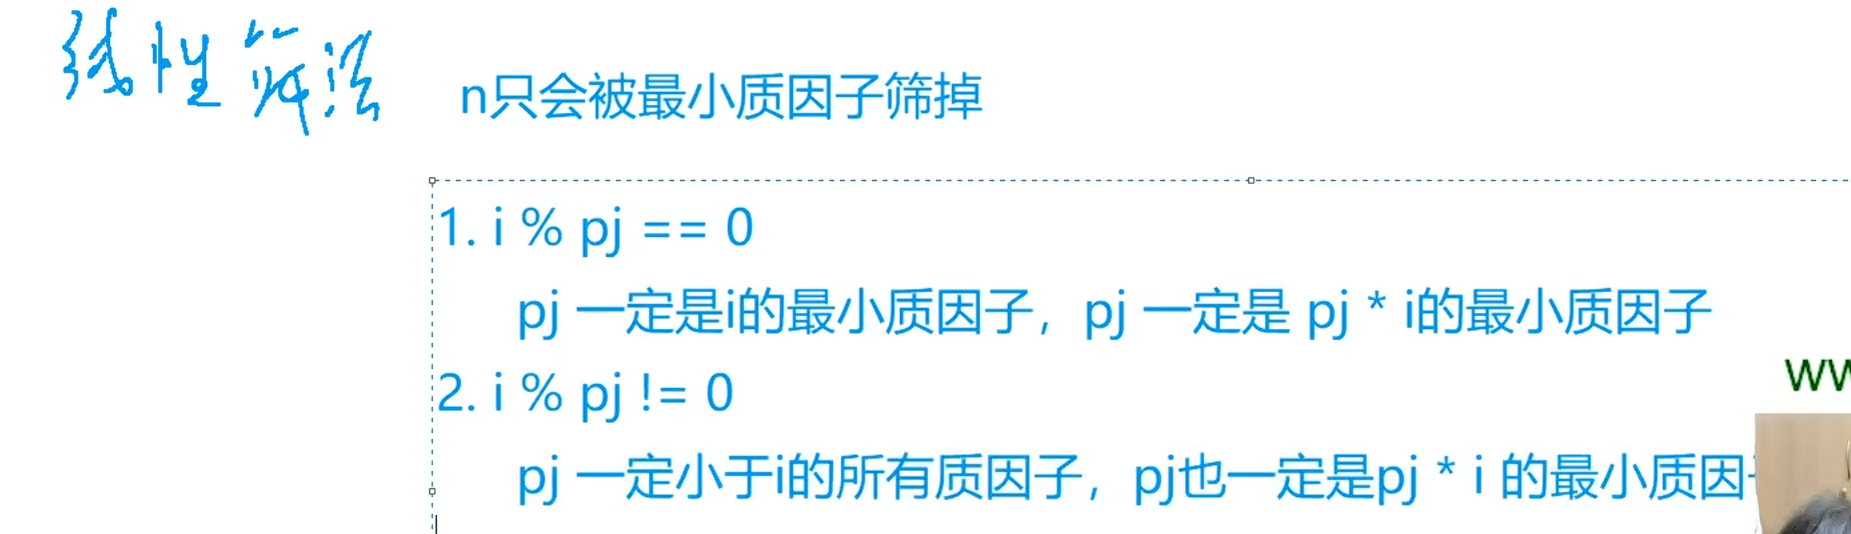 线性筛法
n只会被最小质因子筛掉
1. i % pj == 0
pj 一定是i的最小质因子，pj 一定是 pj * i的最小质因子
2. i % pj != 0
pj 一定小于i的所有质因子，pj也一定是pj * i 的最小质因